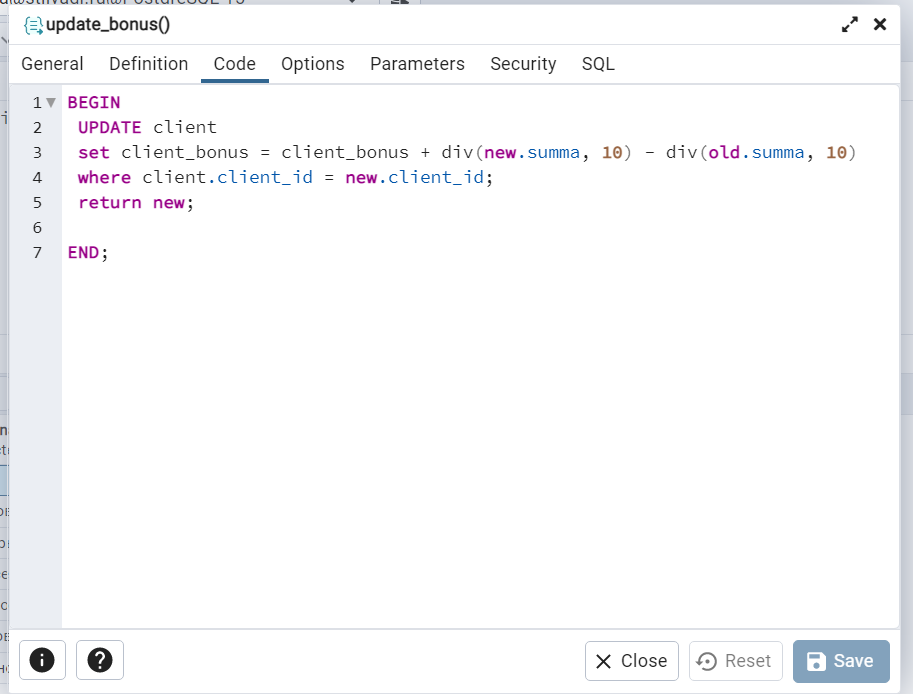 update_bonus()
General Definition Code Options Parameters Security SQL
1 BEGIN
2 UPDATE client
3 set client_bonus = client_bonus + div(new.summa, 10) - div(old.summa, 10)
4 where client.client_id = new.client_id;
5 return new;
6
7 END;
Close Reset Save